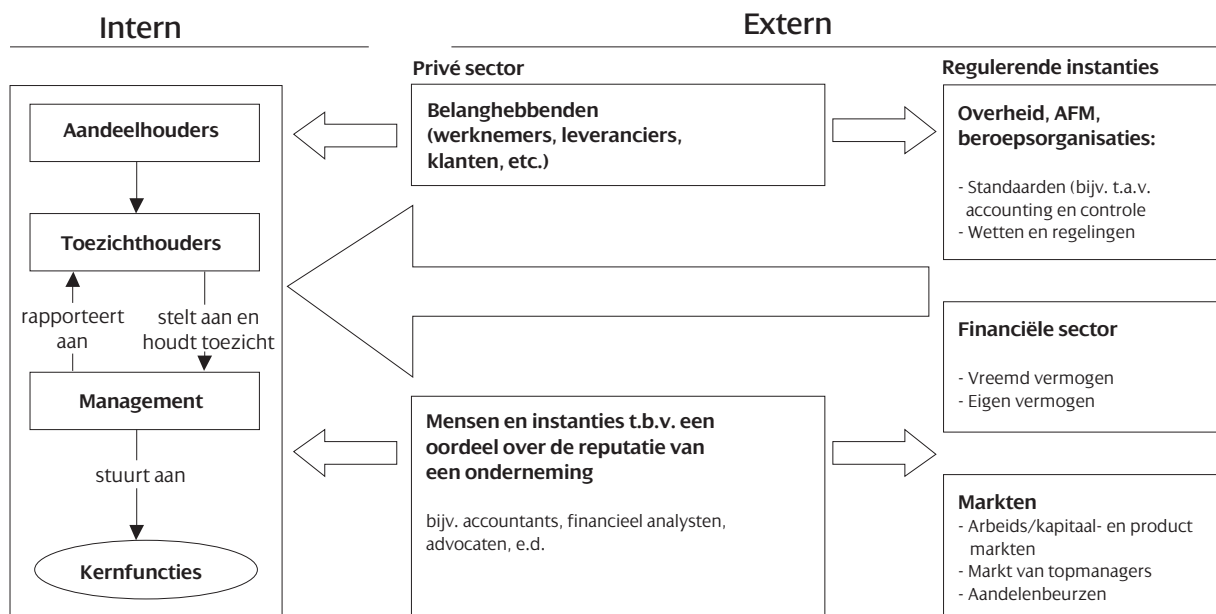 Intern
Extern
Privé sector
Regulerende instanties
Aandeelhouders
Toezichthouders
rapporteert
aan
stelt aan en
houdt toezicht
Management
stuurt aan
Kernfuncties
Belanghebbenden
(werknemers, leveranciers,
klanten, etc.)
Mensen en instanties t.b.v. een
oordeel over de reputatie van
een onderneming
bijv. accountants, financieel analysten,
advocaten, e.d.
Overheid, AFM,
beroepsorganisaties:
- Standaarden (bijv. t.a.v.
accounting en controle
- Wetten en regelingen
Financiële sector
- Vreemd vermogen
- Eigen vermogen
Markten
- Arbeids/kapitaal- en product
markten
- Markt van topmanagers
- Aandelenbeurzen